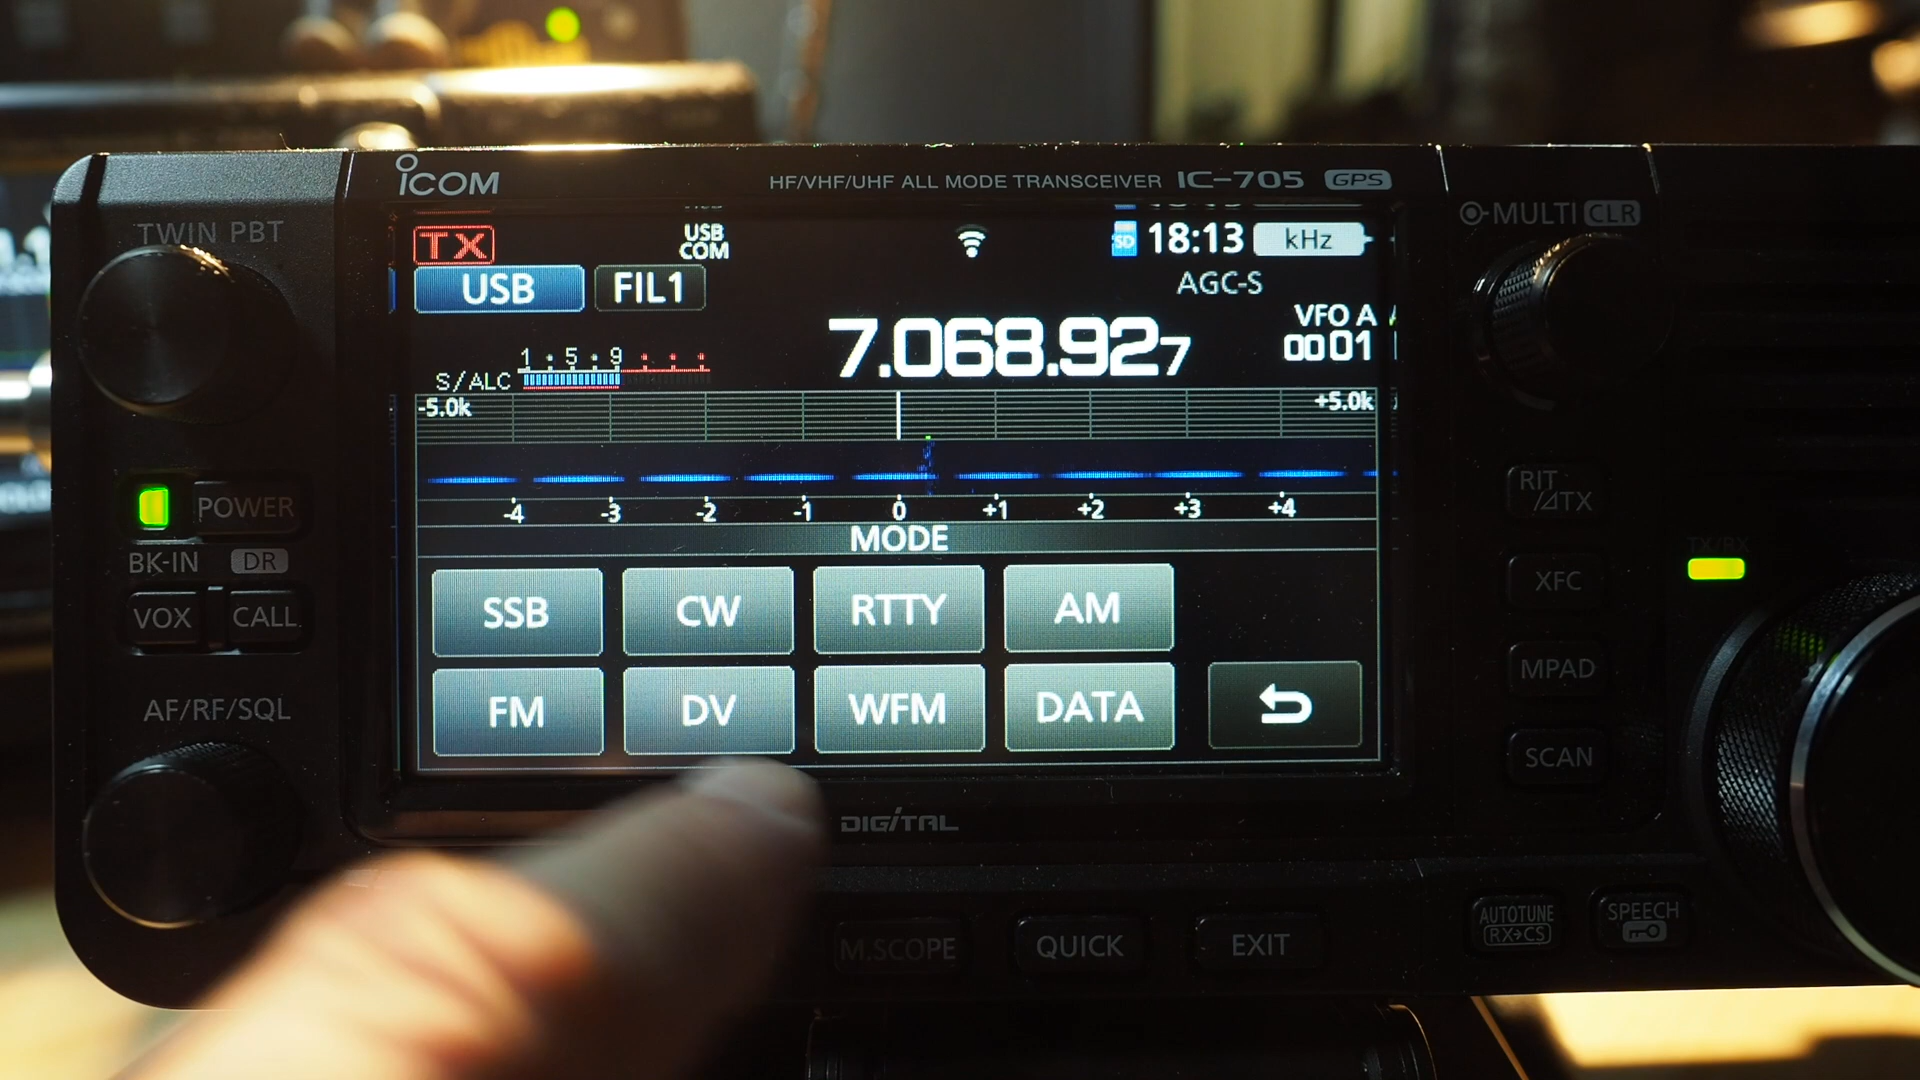 ICOM
HF/VHF/UHF ALL MODE TRANSCEIVER IC-705 GPS
TWIN PBT
MULTI CLR
TX
USB
COM
SD 18:13 kHz
USB FIL1
AGC-S
7.068.927
VFO A
0001
1 5 9
S/ALC
-5.0k +5.0k
-4 -3 -2 -1 0 +1 +2 +3 +4
MODE
SSB CW RTTY AM
FM DV WFM DATA
POWER
BK-IN DR
VOX CALL
AF/RF/SQL
RIT
/ΔTX
TX/RX
XFC
MPAD
SCAN
DIGITAL
M.SCOPE QUICK EXIT
AUTOTUNE
RX→CS
SPEECH